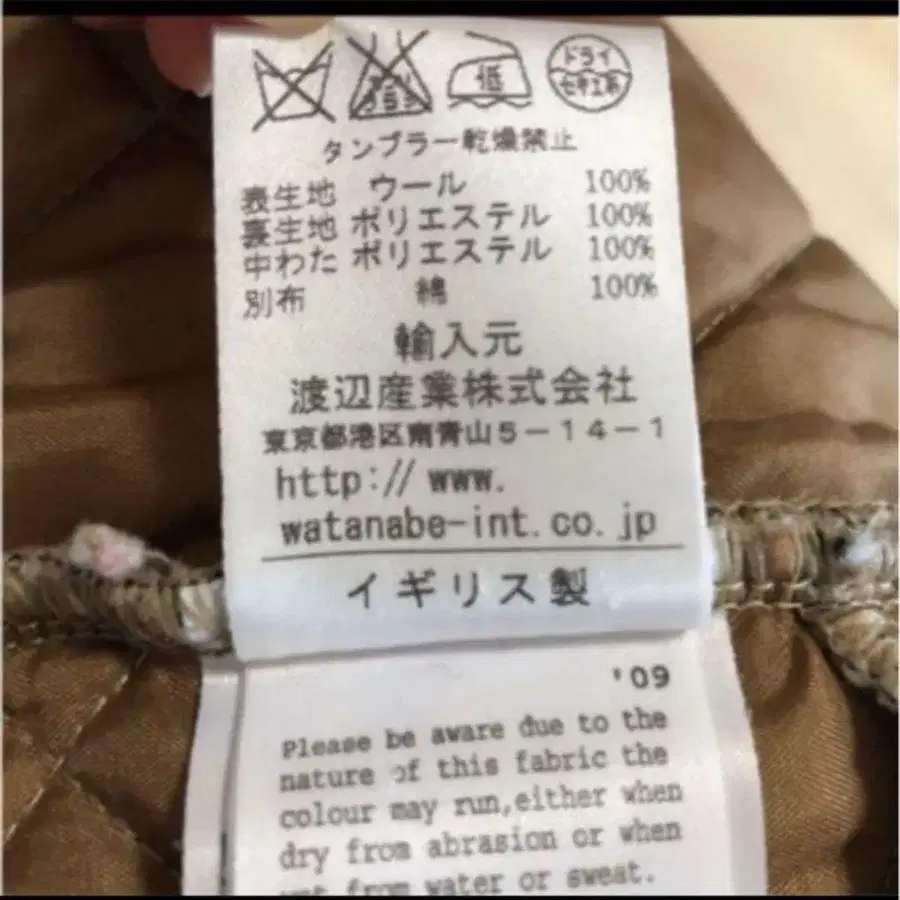 低
ドライ
セキユ系
タンブラー乾燥禁止
表生地 ウール 100%
裏生地 ポリエステル 100%
中わた ポリエステル 100%
別布 綿 100%
輸入元
渡辺産業株式会社
東京都港区南青山5-14-1
http://www.
watanabe-int.co.jp
イギリス製
'09
Please be aware due to the
nature of this fabric the
colour may run,either when
dry from abrasion or when
wet from water or sweat.